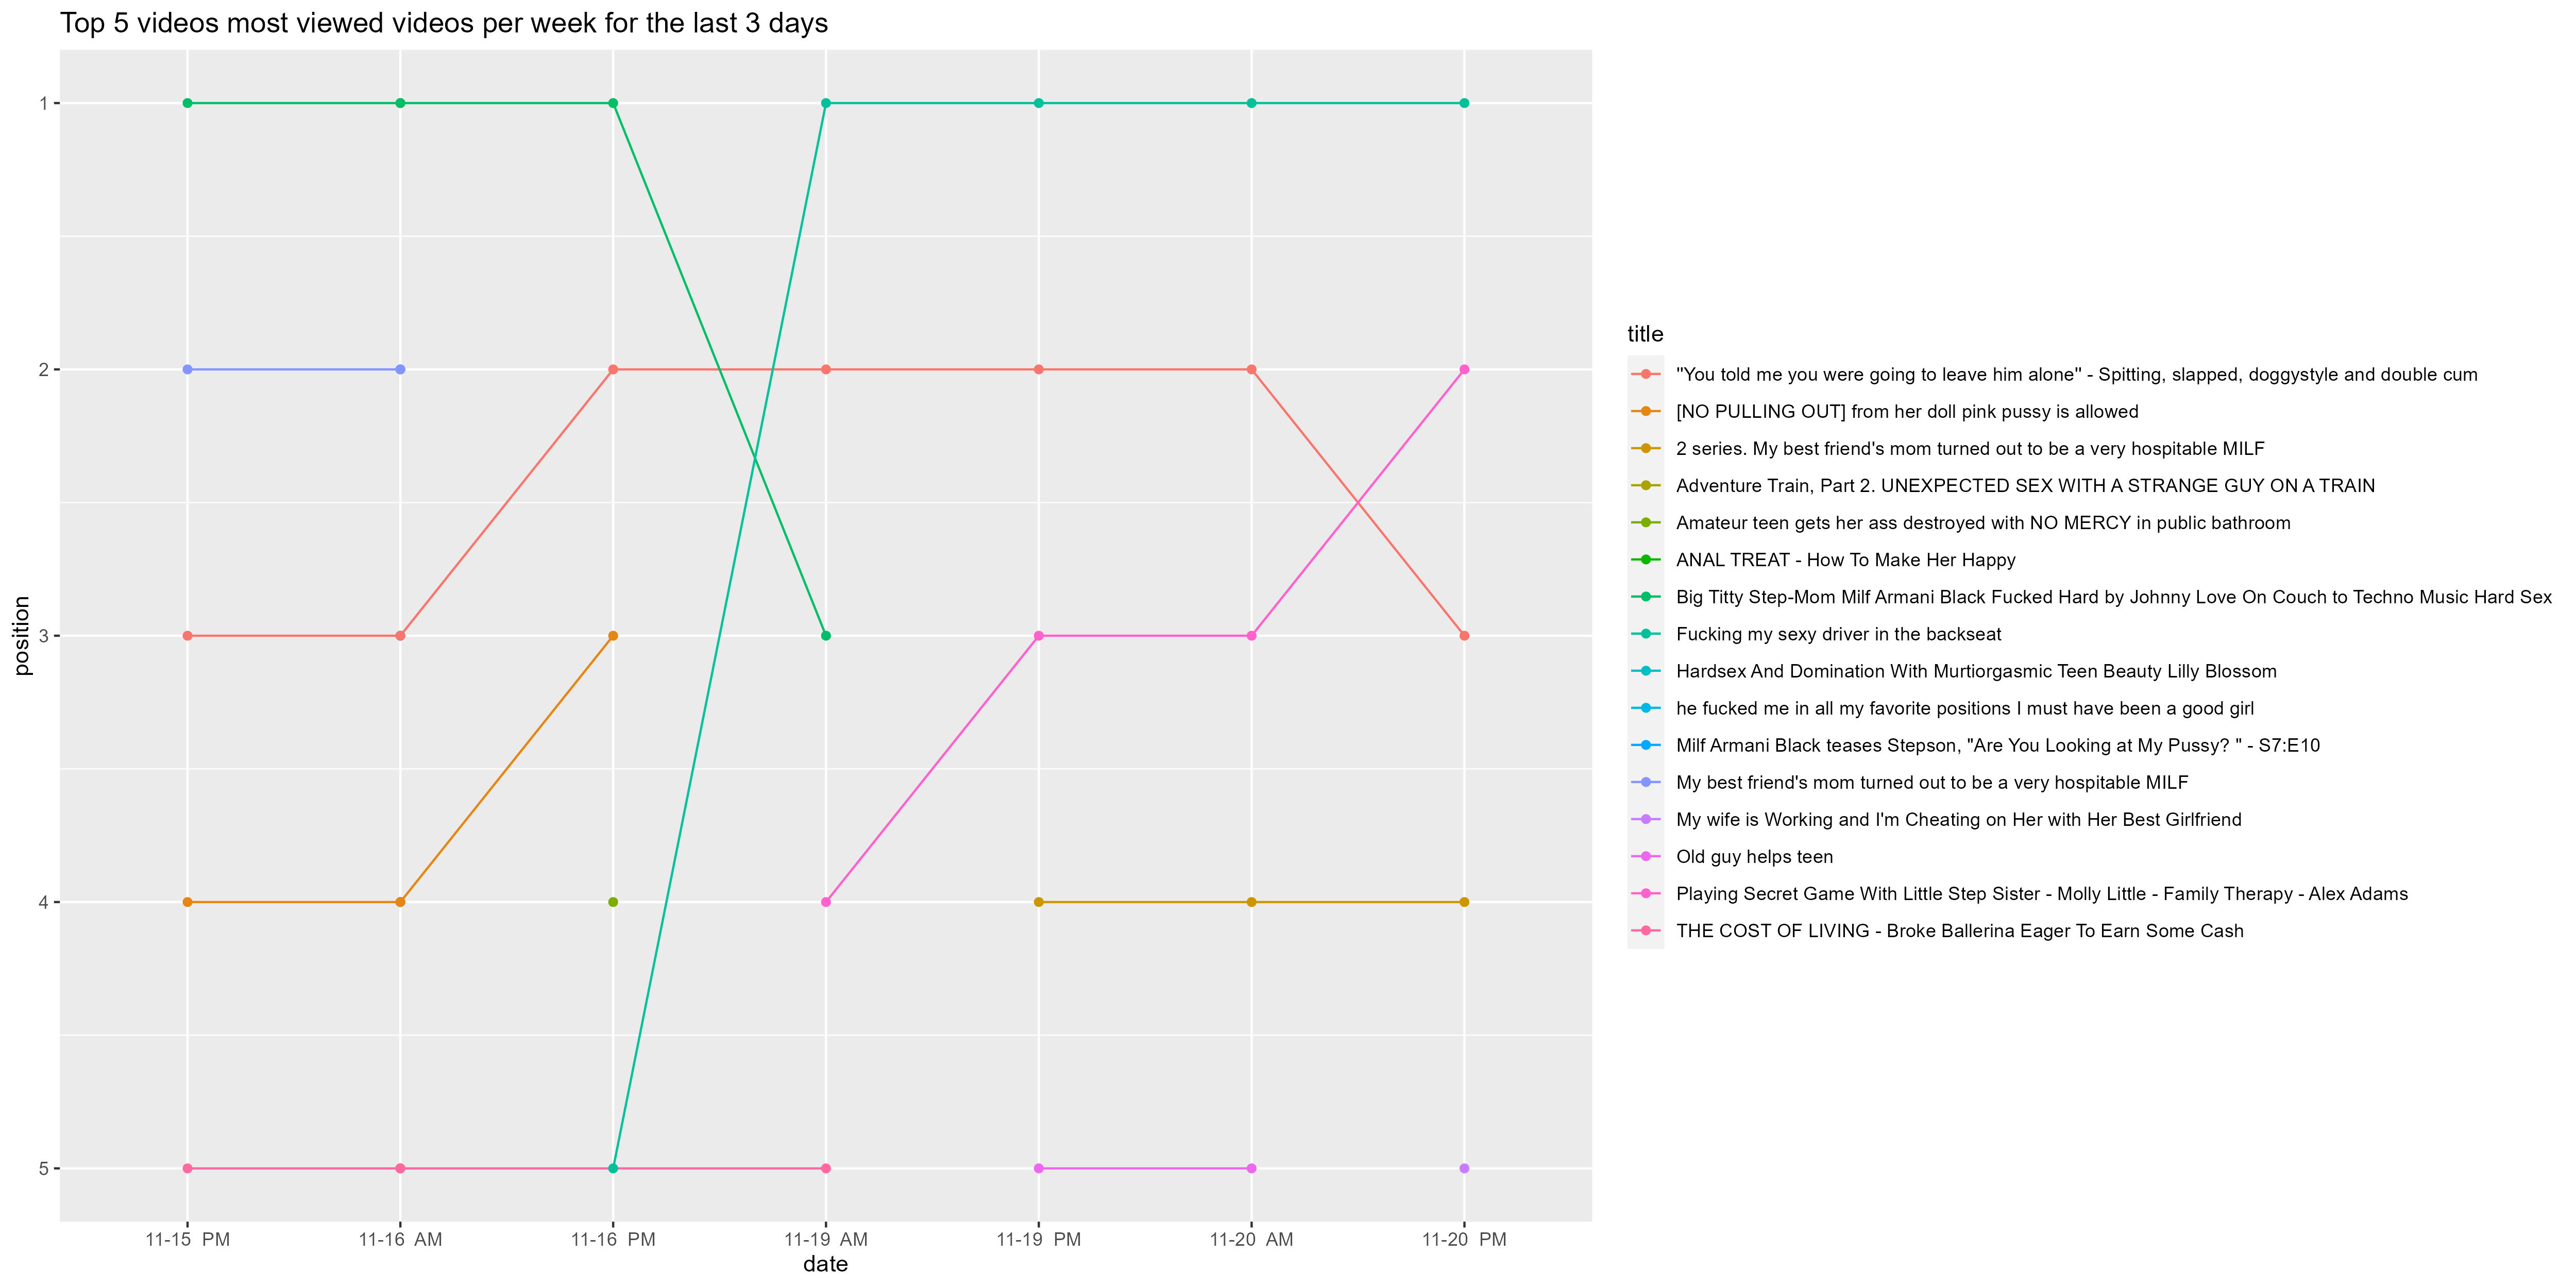 Top 5 videos most viewed videos per week for the last 3 days
position
1
2
3
4
5
11-15 PM
11-16 AM
11-16 PM
11-19 AM
11-19 PM
11-20 AM
11-20 PM
date
title
"You told me you were going to leave him alone" - Spitting, slapped, doggystyle and double cum
[NO PULLING OUT] from her doll pink pussy is allowed
2 series. My best friend's mom turned out to be a very hospitable MILF
Adventure Train, Part 2. UNEXPECTED SEX WITH A STRANGE GUY ON A TRAIN
Amateur teen gets her ass destroyed with NO MERCY in public bathroom
ANAL TREAT - How To Make Her Happy
Big Titty Step-Mom Milf Armani Black Fucked Hard by Johnny Love On Couch to Techno Music Hard Sex
Fucking my sexy driver in the backseat
Hardsex And Domination With Murtiorgasmic Teen Beauty Lilly Blossom
he fucked me in all my favorite positions I must have been a good girl
Milf Armani Black teases Stepson, "Are You Looking at My Pussy? " - S7:E10
My best friend's mom turned out to be a very hospitable MILF
My wife is Working and I'm Cheating on Her with Her Best Girlfriend
Old guy helps teen
Playing Secret Game With Little Step Sister - Molly Little - Family Therapy - Alex Adams
THE COST OF LIVING - Broke Ballerina Eager To Earn Some Cash